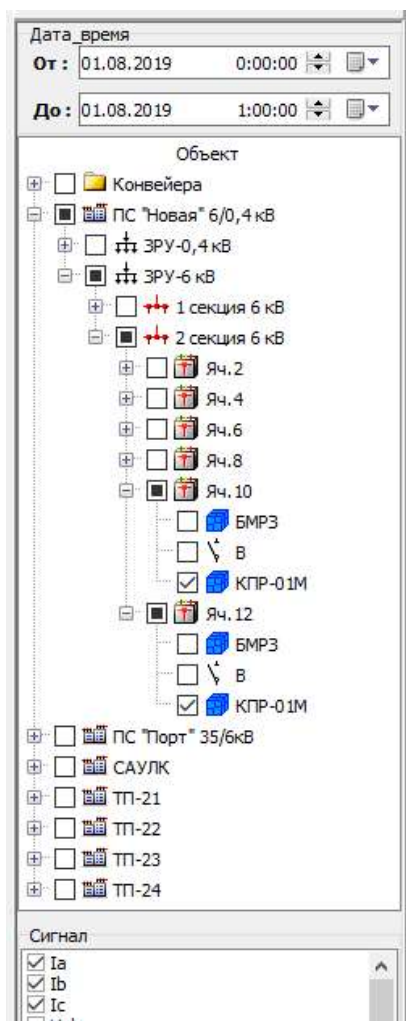 Дата_время
От: 01.08.2019 0:00:00
До: 01.08.2019 1:00:00
Объект
Конвейера
ПС "Новая" 6/0,4 кВ
ЗРУ-0,4 кВ
ЗРУ-6 кВ
1 секция 6 кВ
2 секция 6 кВ
Яч.2
Яч.4
Яч.6
Яч.8
Яч.10
БМРЗ
В
КПР-01М
Яч.12
БМРЗ
В
КПР-01М
ПС "Порт" 35/6кВ
САУЛК
ТП-21
ТП-22
ТП-23
ТП-24
Сигнал
Ia
Ib
Ic